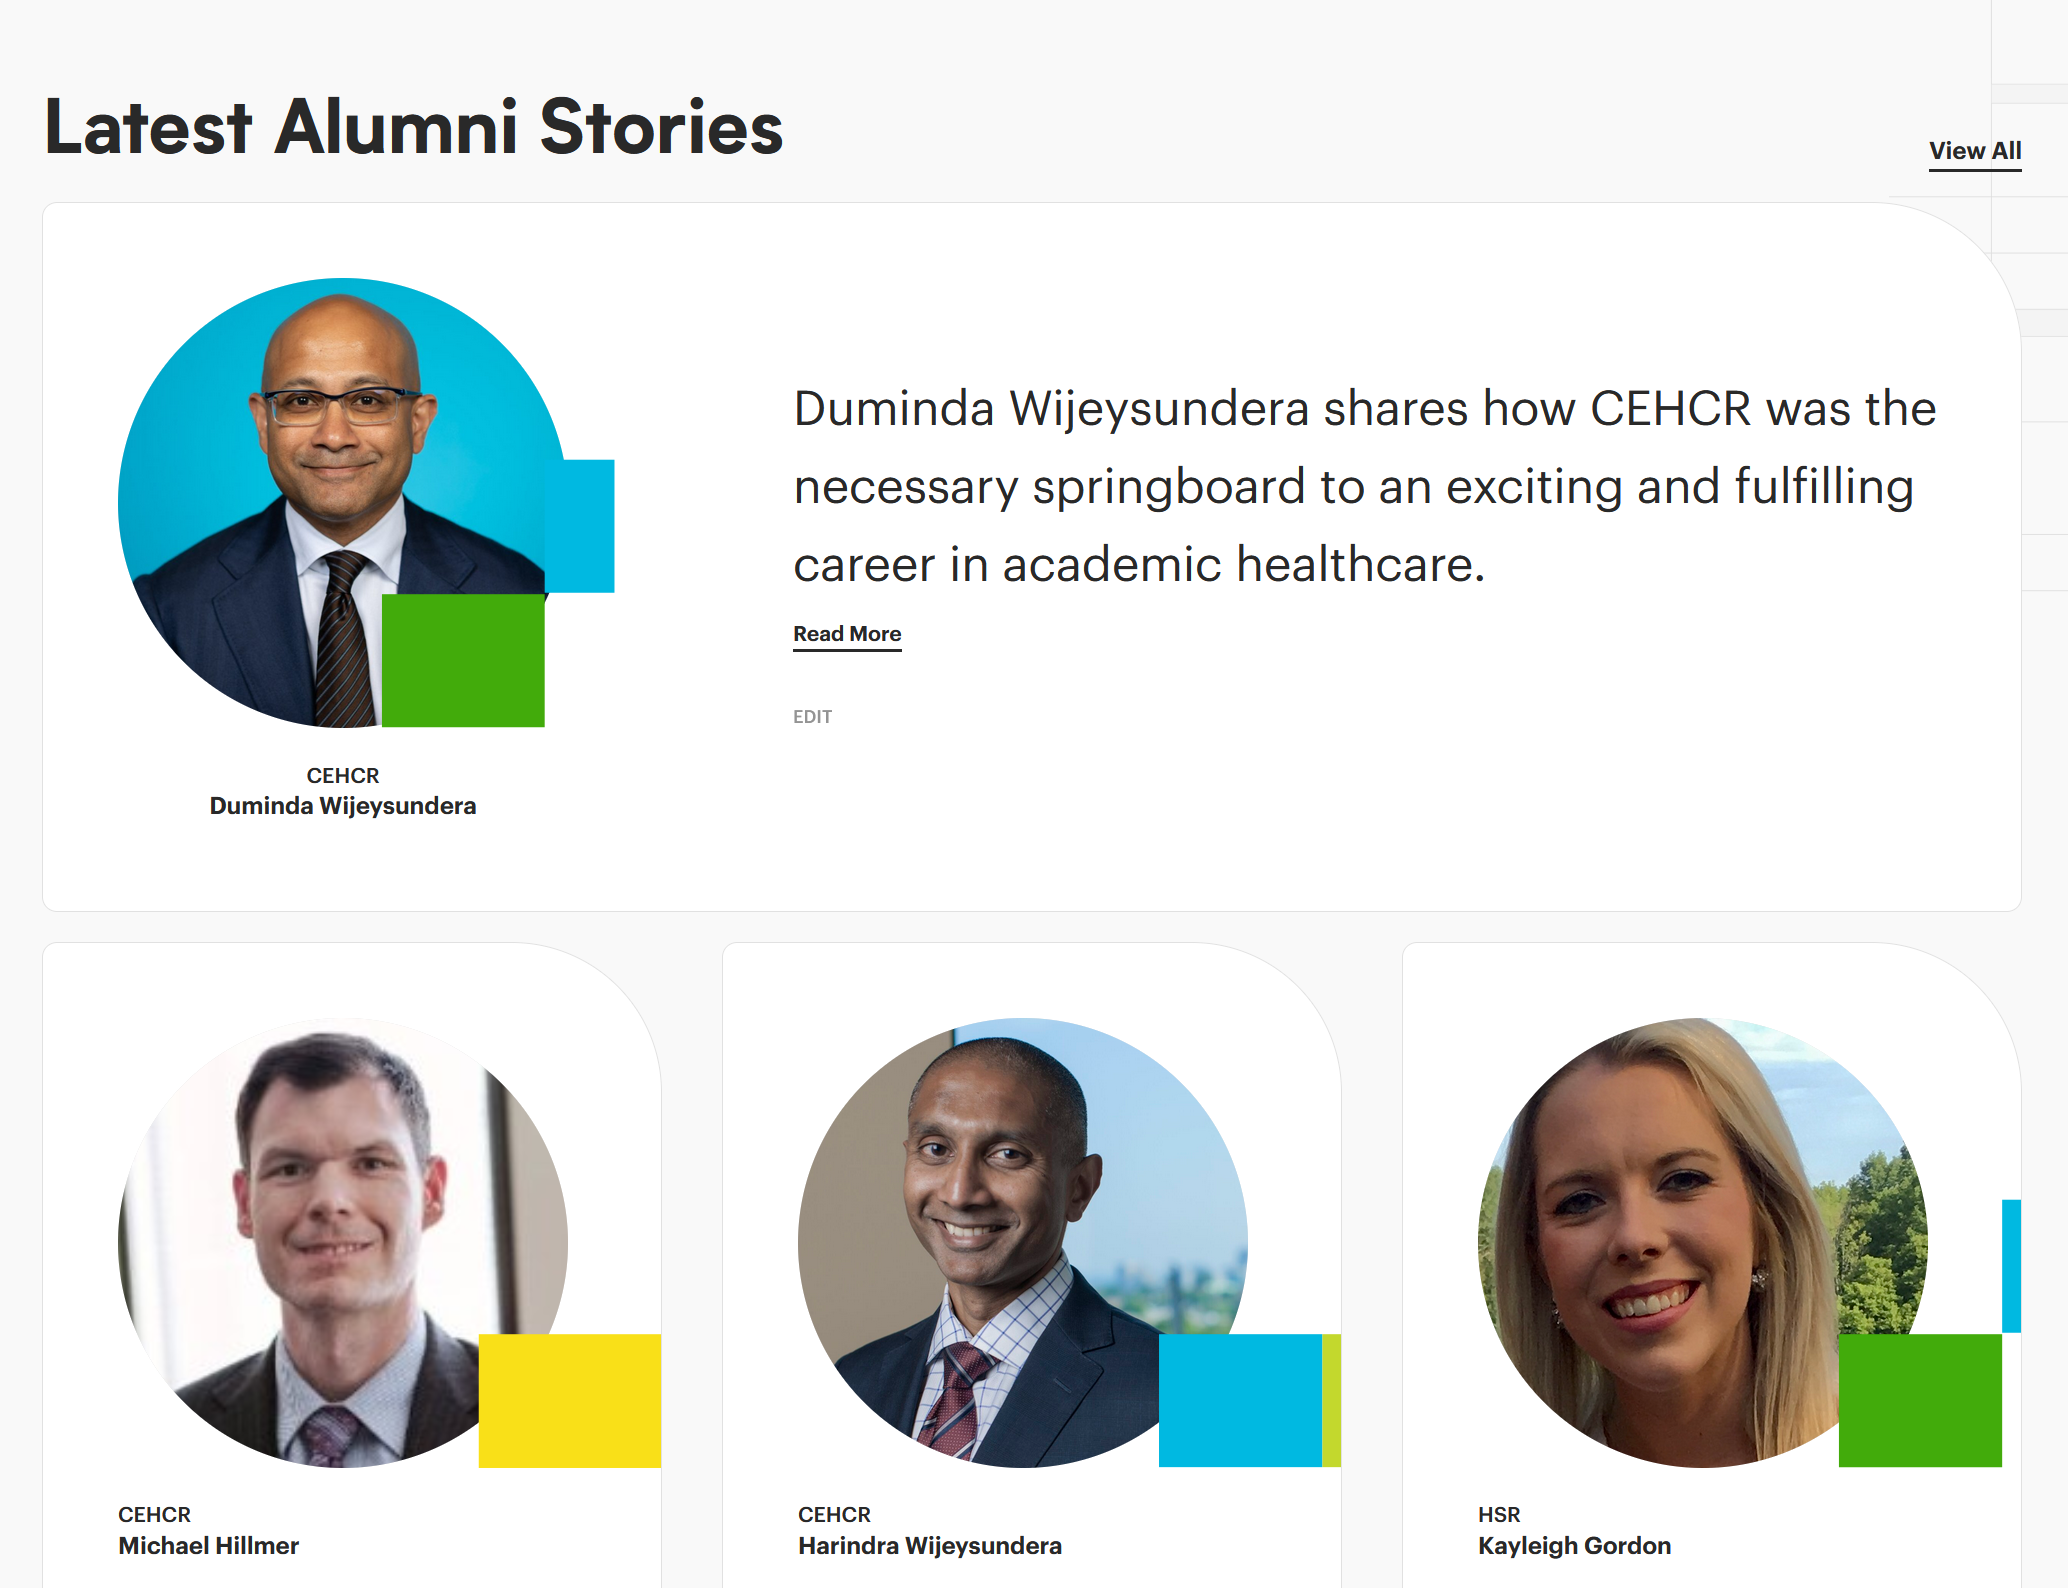 Latest Alumni Stories
View All
Duminda Wijeysundera shares how CEHCR was the
necessary springboard to an exciting and fulfilling
career in academic healthcare.
Read More
EDIT
CEHCR
Duminda Wijeysundera
CEHCR
Michael Hillmer
CEHCR
Harindra Wijeysundera
HSR
Kayleigh Gordon